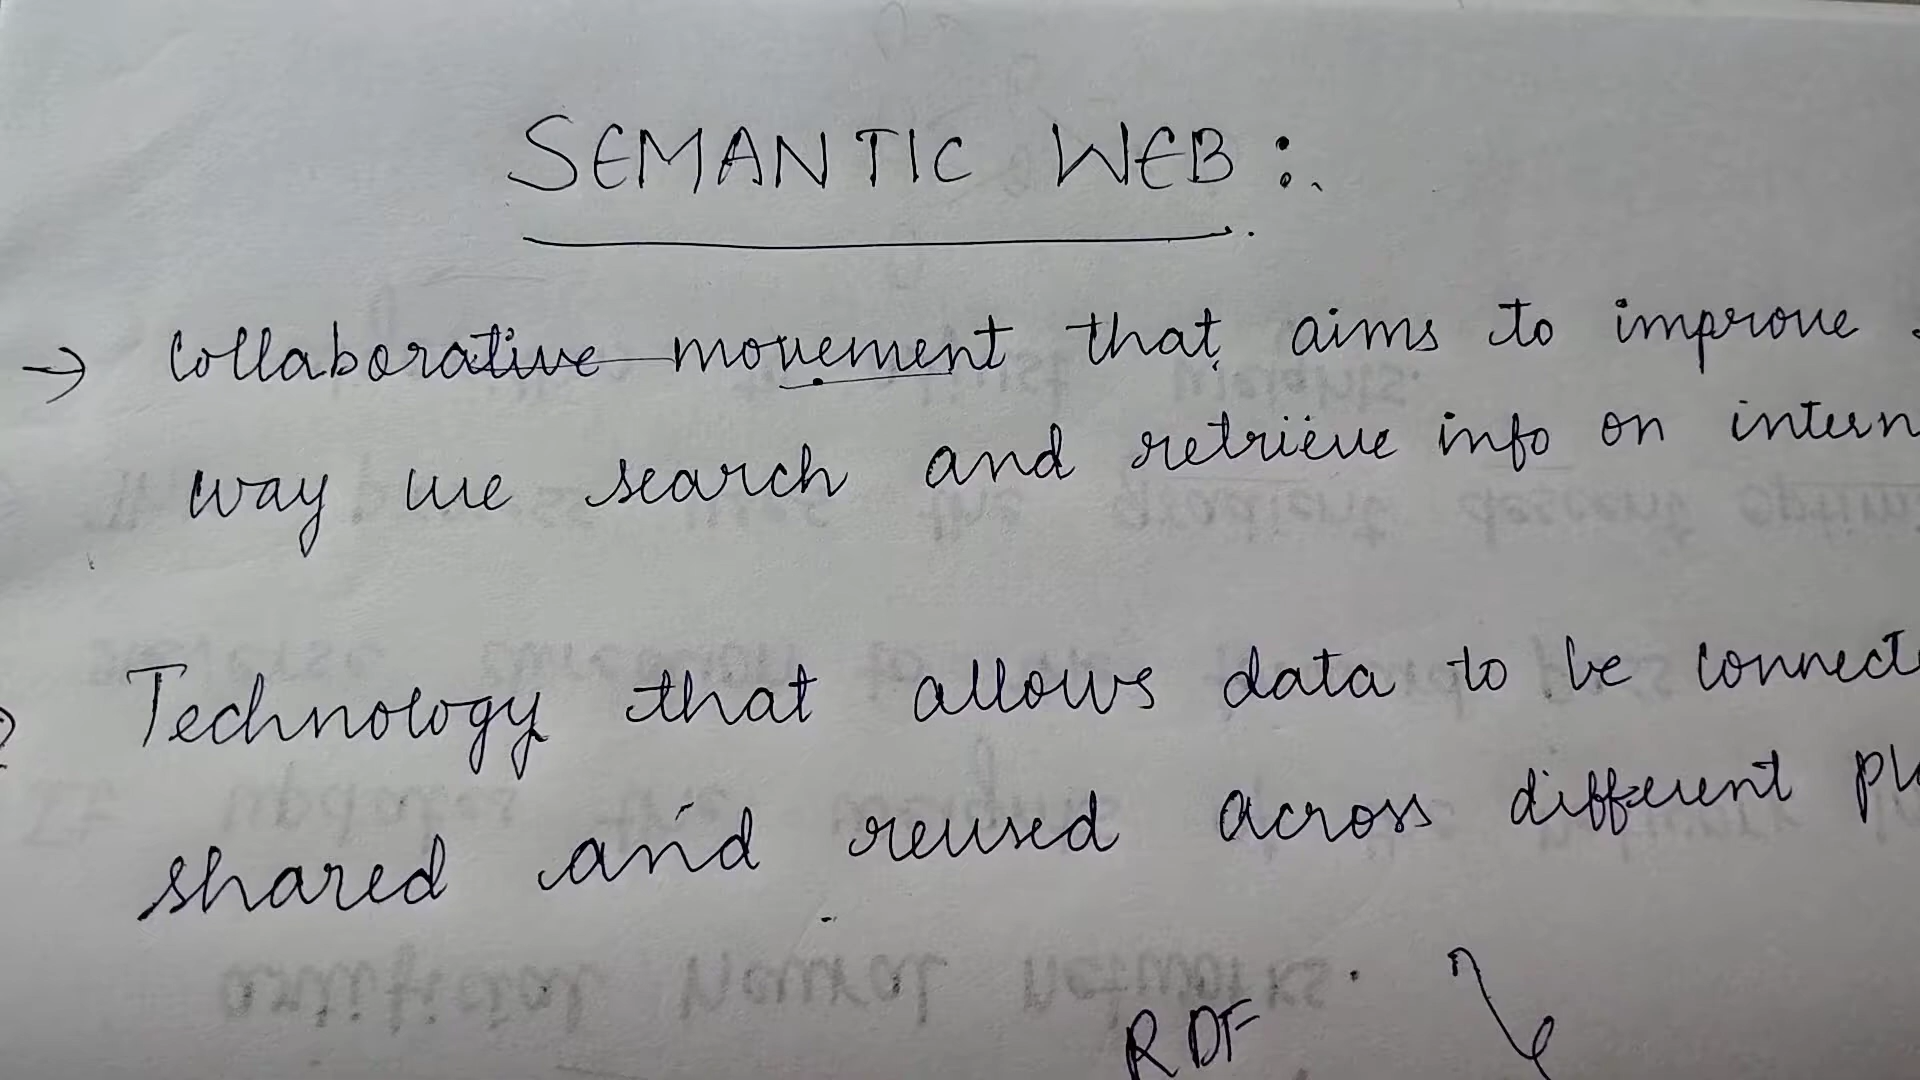 SEMANTIC WEB :
→ Collaborative movement that aims to improve
way we search and retrieve info on intern
Technology that allows data to be connecte
shared and reused across different pl
RDF